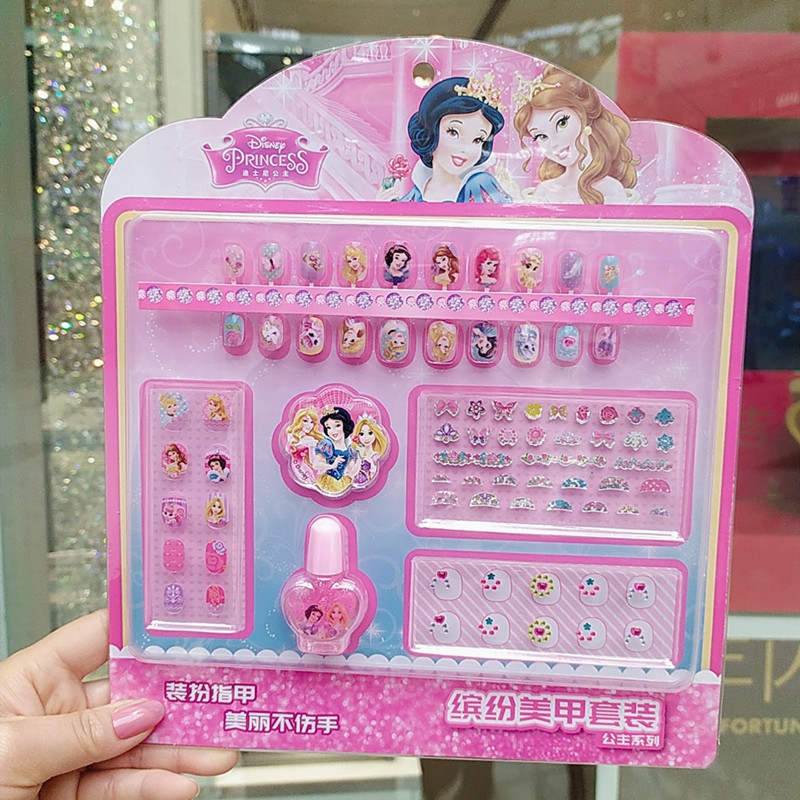 Disney
PRINCESS
迪士尼公主
装扮指甲
美丽不伤手
缤纷美甲套装
公主系列
FORTUN